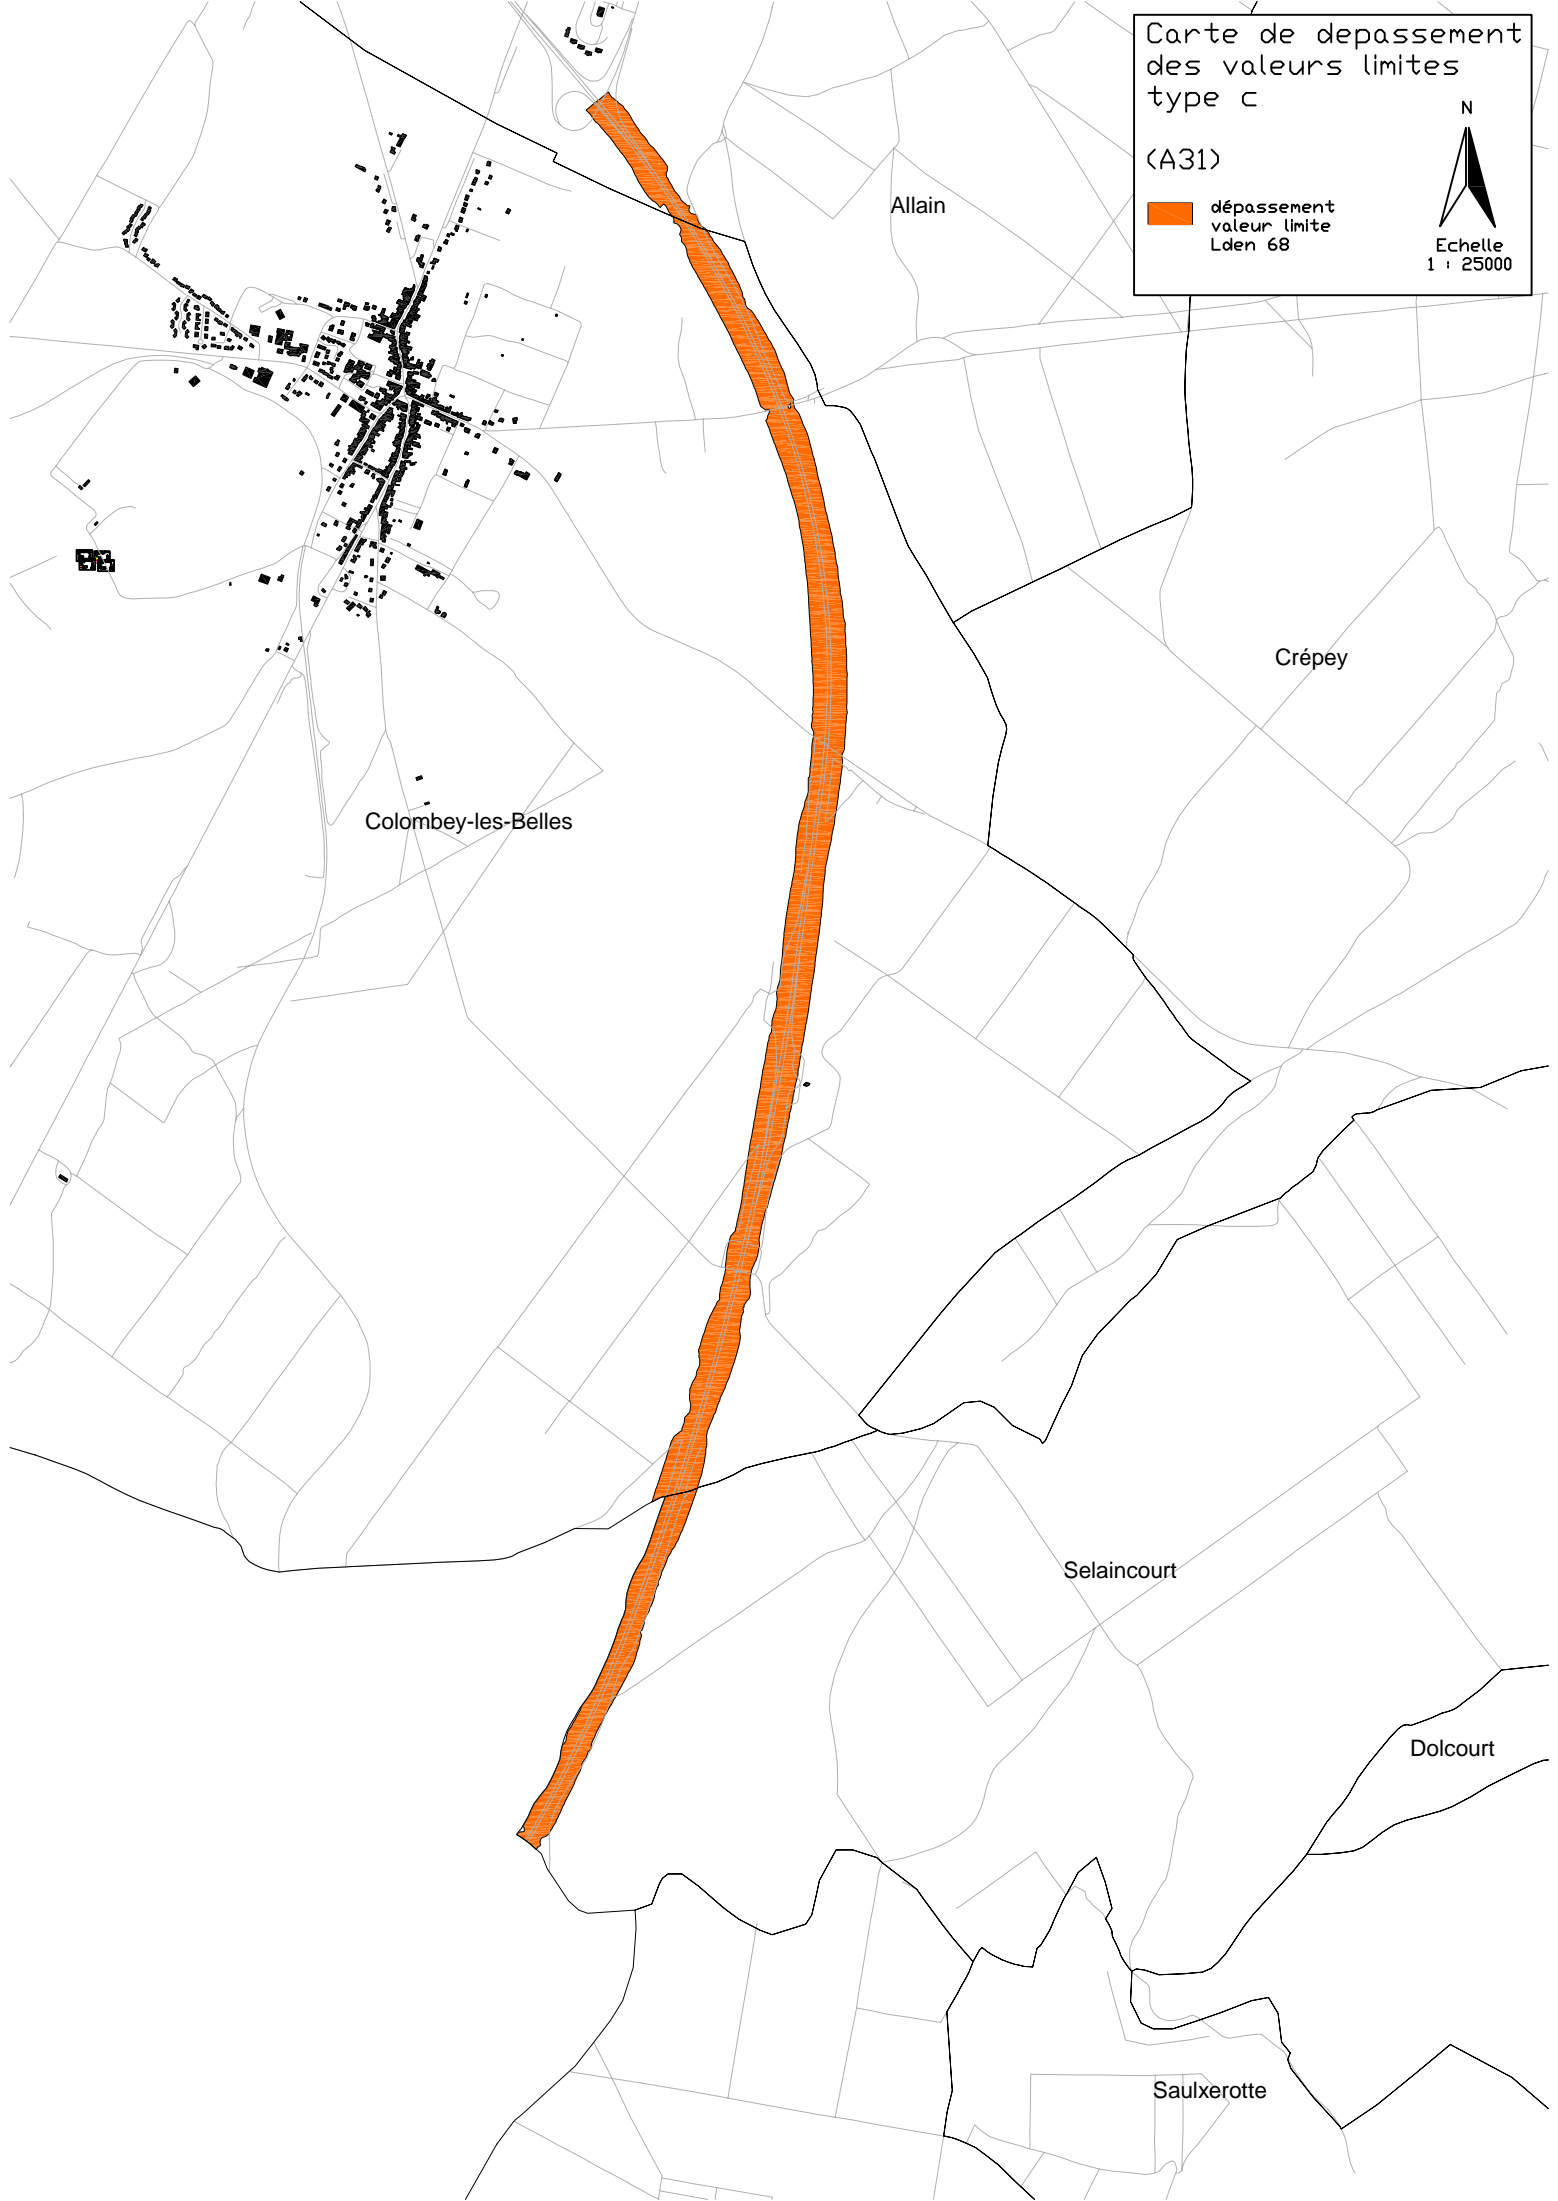 Carte de depassement
des valeurs limites
type c
N
(A31)
dépassement
valeur limite
Lden 68
Echelle
1 : 25000
Allain
Crépey
Colombey-les-Belles
Selaincourt
Dolcourt
Saulxerotte